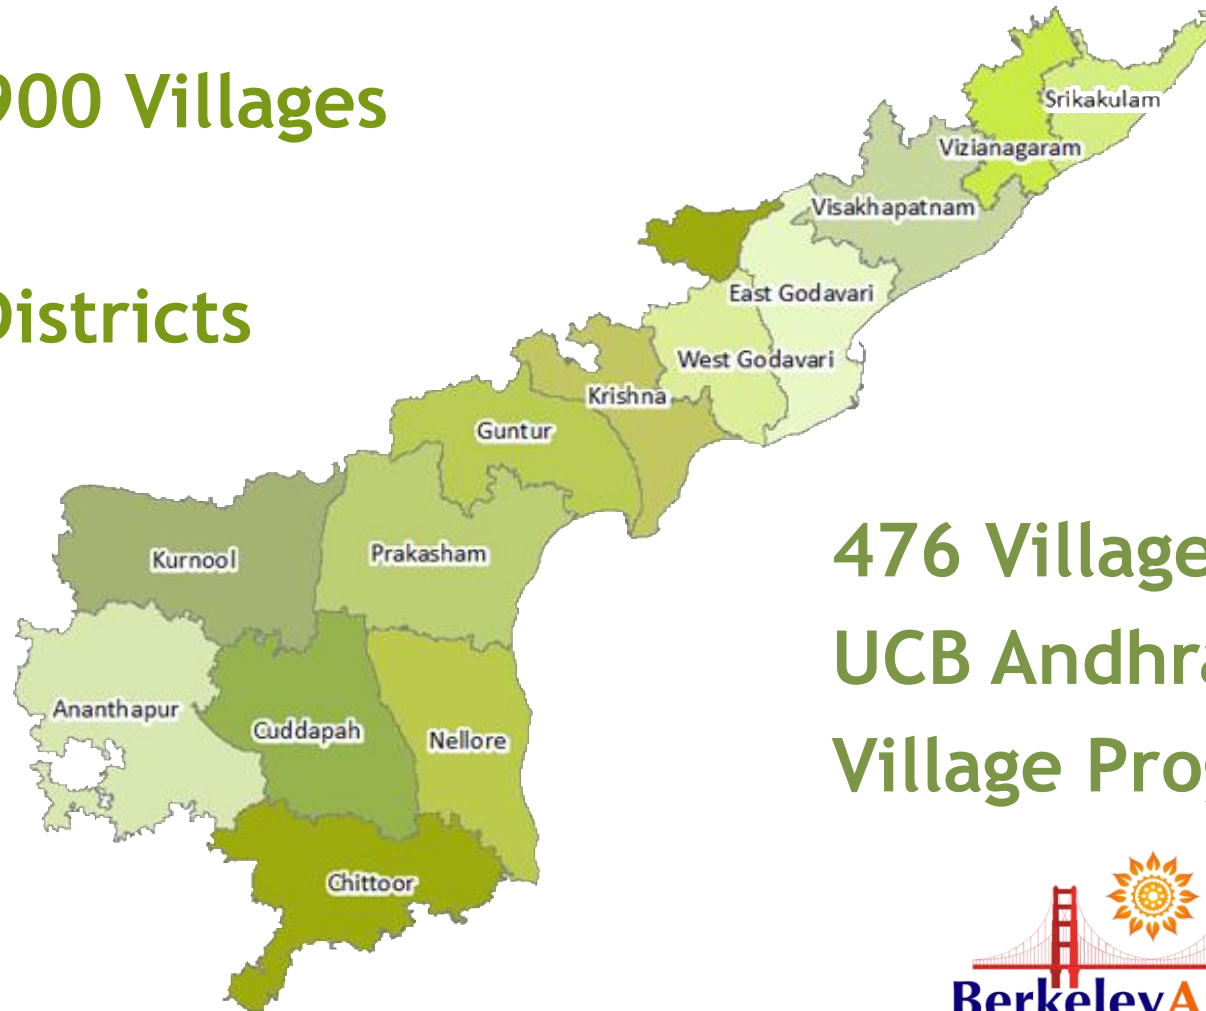 900 Villages
Districts
Srikakulam
Vizianagaram
Visakhapatnam
East Godavari
West Godavari
Krishna
Guntur
Prakasham
Kurnool
Ananthapur
Cuddapah
Nellore
Chittoor
476 Village
UCB Andhra
Village Prog
BerkeleyA